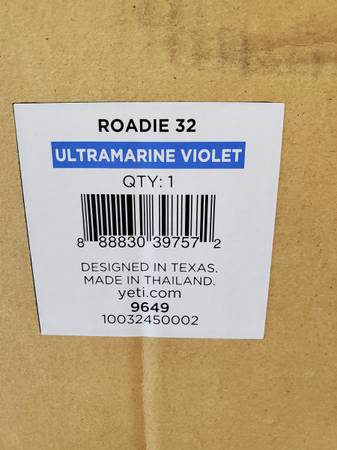 ROADIE 32
ULTRAMARINE VIOLET
QTY: 1
8 88830 39757 2
DESIGNED IN TEXAS.
MADE IN THAILAND.
yeti.com
9649
10032450002